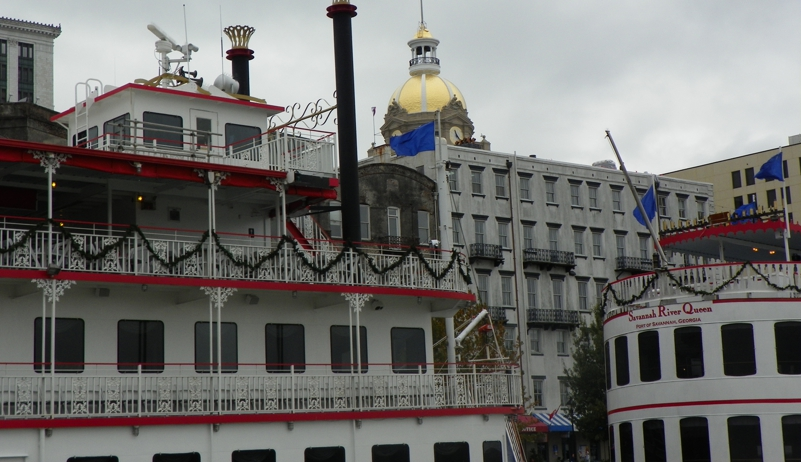 Savannah River Queen
Port of Savannah, Georgia